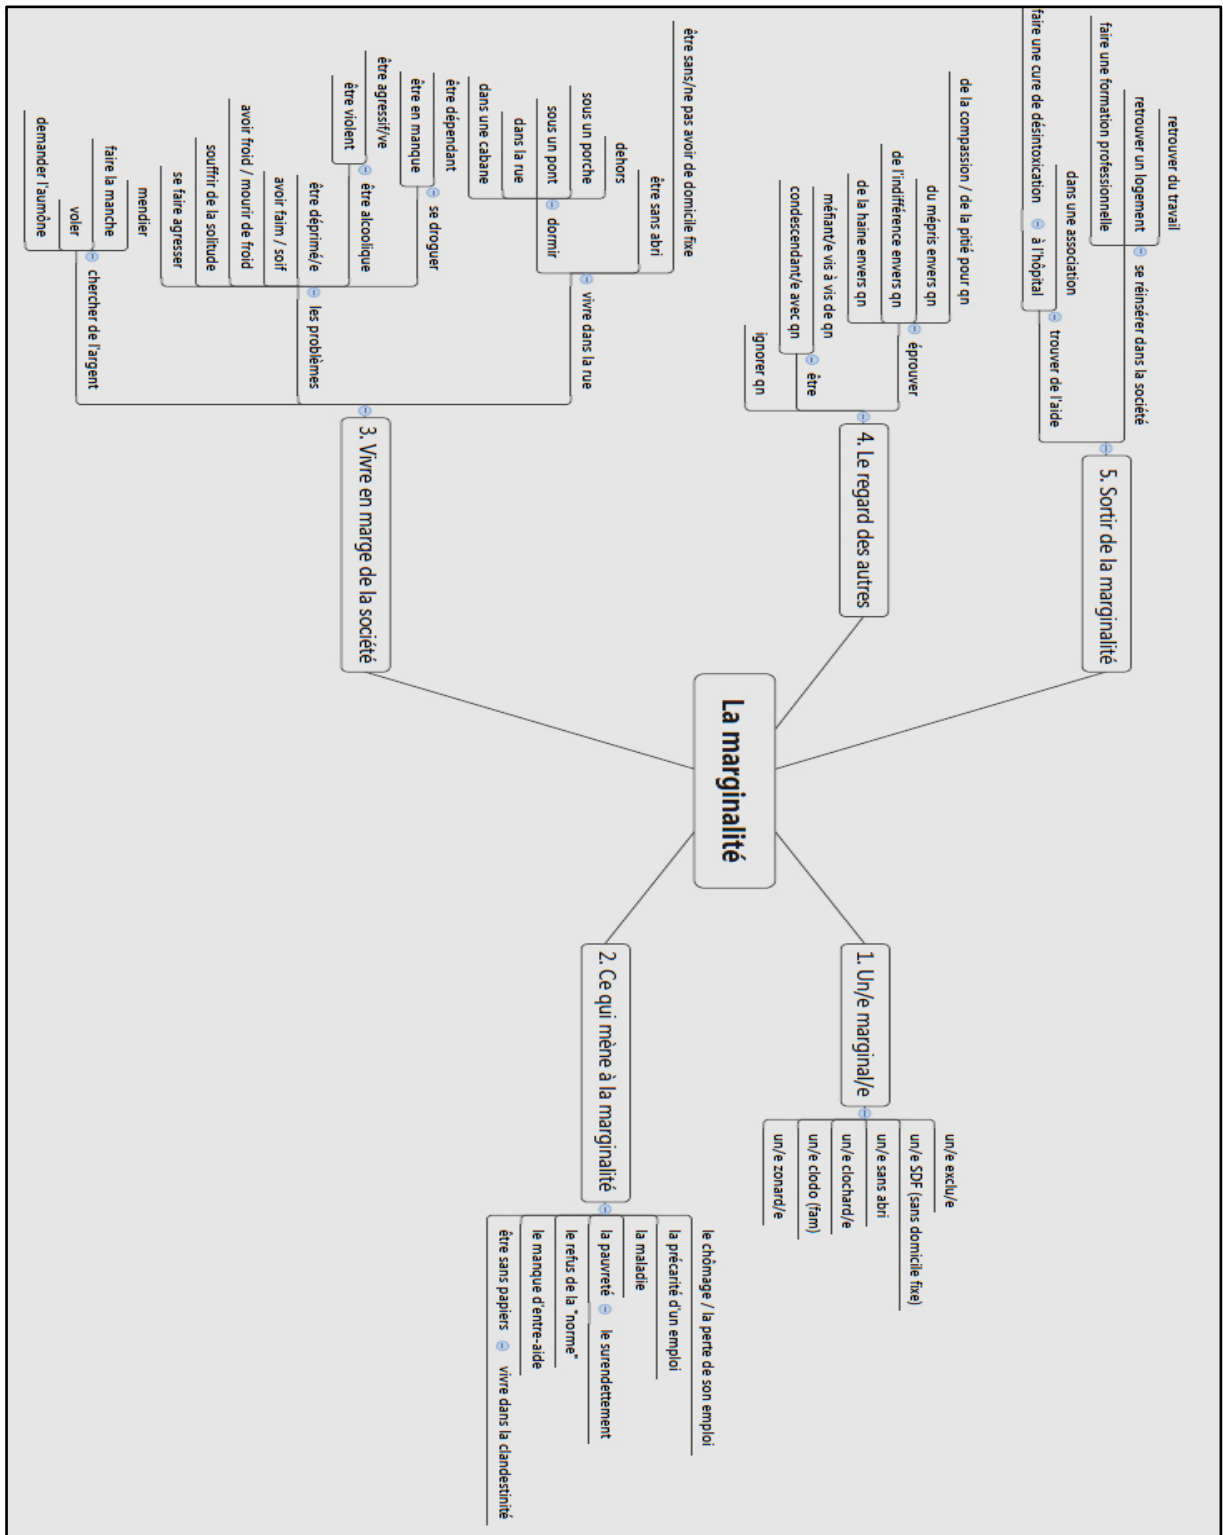 La marginalité
1. Un/e marginal/e
un/e exclu/e
un/e SDF (sans domicile fixe)
un/e sans abri
un/e clochard/e
un/e clodo (fam)
un/e zonard/e
2. Ce qui mène à la marginalité
le chômage / la perte de son emploi
la précarité d'un emploi
la maladie
la pauvreté
le surendettement
le refus de la "norme"
le manque d'entre-aide
être sans papiers
vivre dans la clandestinité
3. Vivre en marge de la société
vivre dans la rue
être sans/ne pas avoir de domicile fixe
être sans abri
dormir
dehors
sous un porche
sous un pont
dans la rue
dans une cabane
les problèmes
se droguer
être dépendant
être en manque
être alcoolique
être agressif/ve
être violent
être déprimé/e
avoir faim / soif
avoir froid / mourir de froid
souffrir de la solitude
se faire agresser
chercher de l'argent
mendier
faire la manche
voler
demander l'aumône
4. Le regard des autres
éprouver
de la compassion / de la pitié pour qn
du mépris envers qn
de l'indifférence envers qn
de la haine envers qn
être
méfiant/e vis à vis de qn
condescendant/e avec qn
ignorer qn
5. Sortir de la marginalité
se réinsérer dans la société
retrouver du travail
retrouver un logement
faire une formation professionnelle
trouver de l'aide
dans une association
à l'hôpital
faire une cure de désintoxication